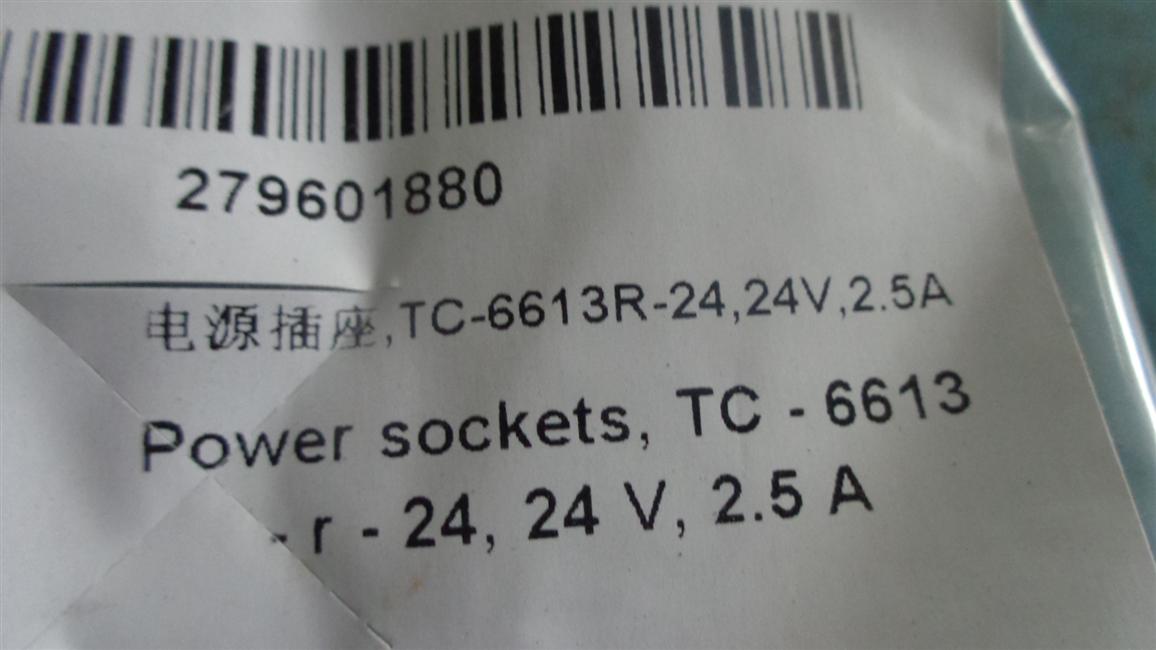 279601880
电源插座,TC-6613R-24,24V,2.5A
Power sockets, TC - 6613
- r - 24, 24 V, 2.5 A